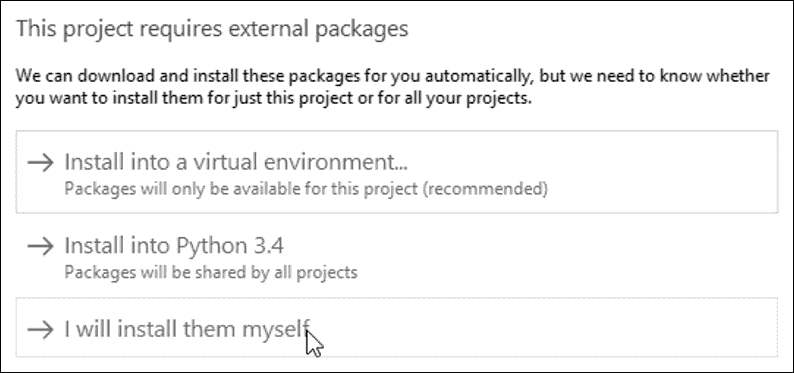 This project requires external packages
We can download and install these packages for you automatically, but we need to know whether
you want to install them for just this project or for all your projects.
Install into a virtual environment...
Packages will only be available for this project (recommended)
Install into Python 3.4
Packages will be shared by all projects
I will install them myself